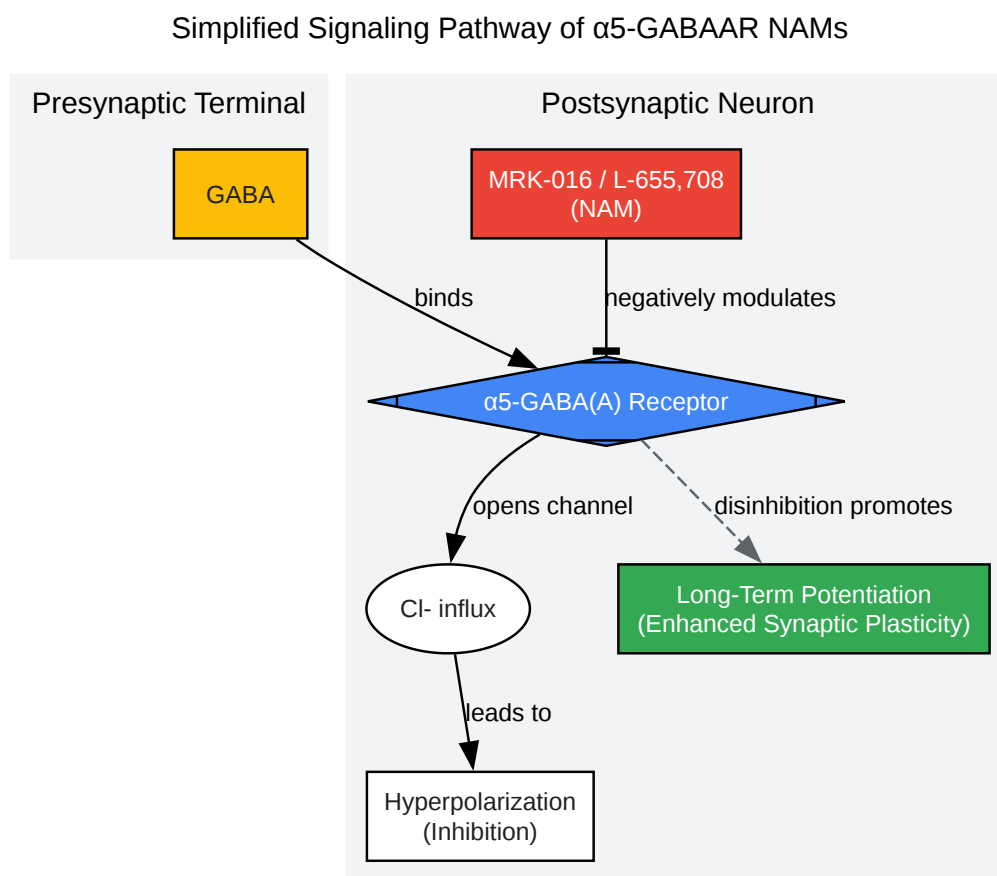 Simplified Signaling Pathway of α5-GABAAR NAMs
Presynaptic Terminal
Postsynaptic Neuron
GABA
MRK-016 / L-655,708
(NAM)
binds
negatively modulates
α5-GABA(A) Receptor
opens channel
disinhibition promotes
Cl- influx
Long-Term Potentiation
(Enhanced Synaptic Plasticity)
leads to
Hyperpolarization
(Inhibition)